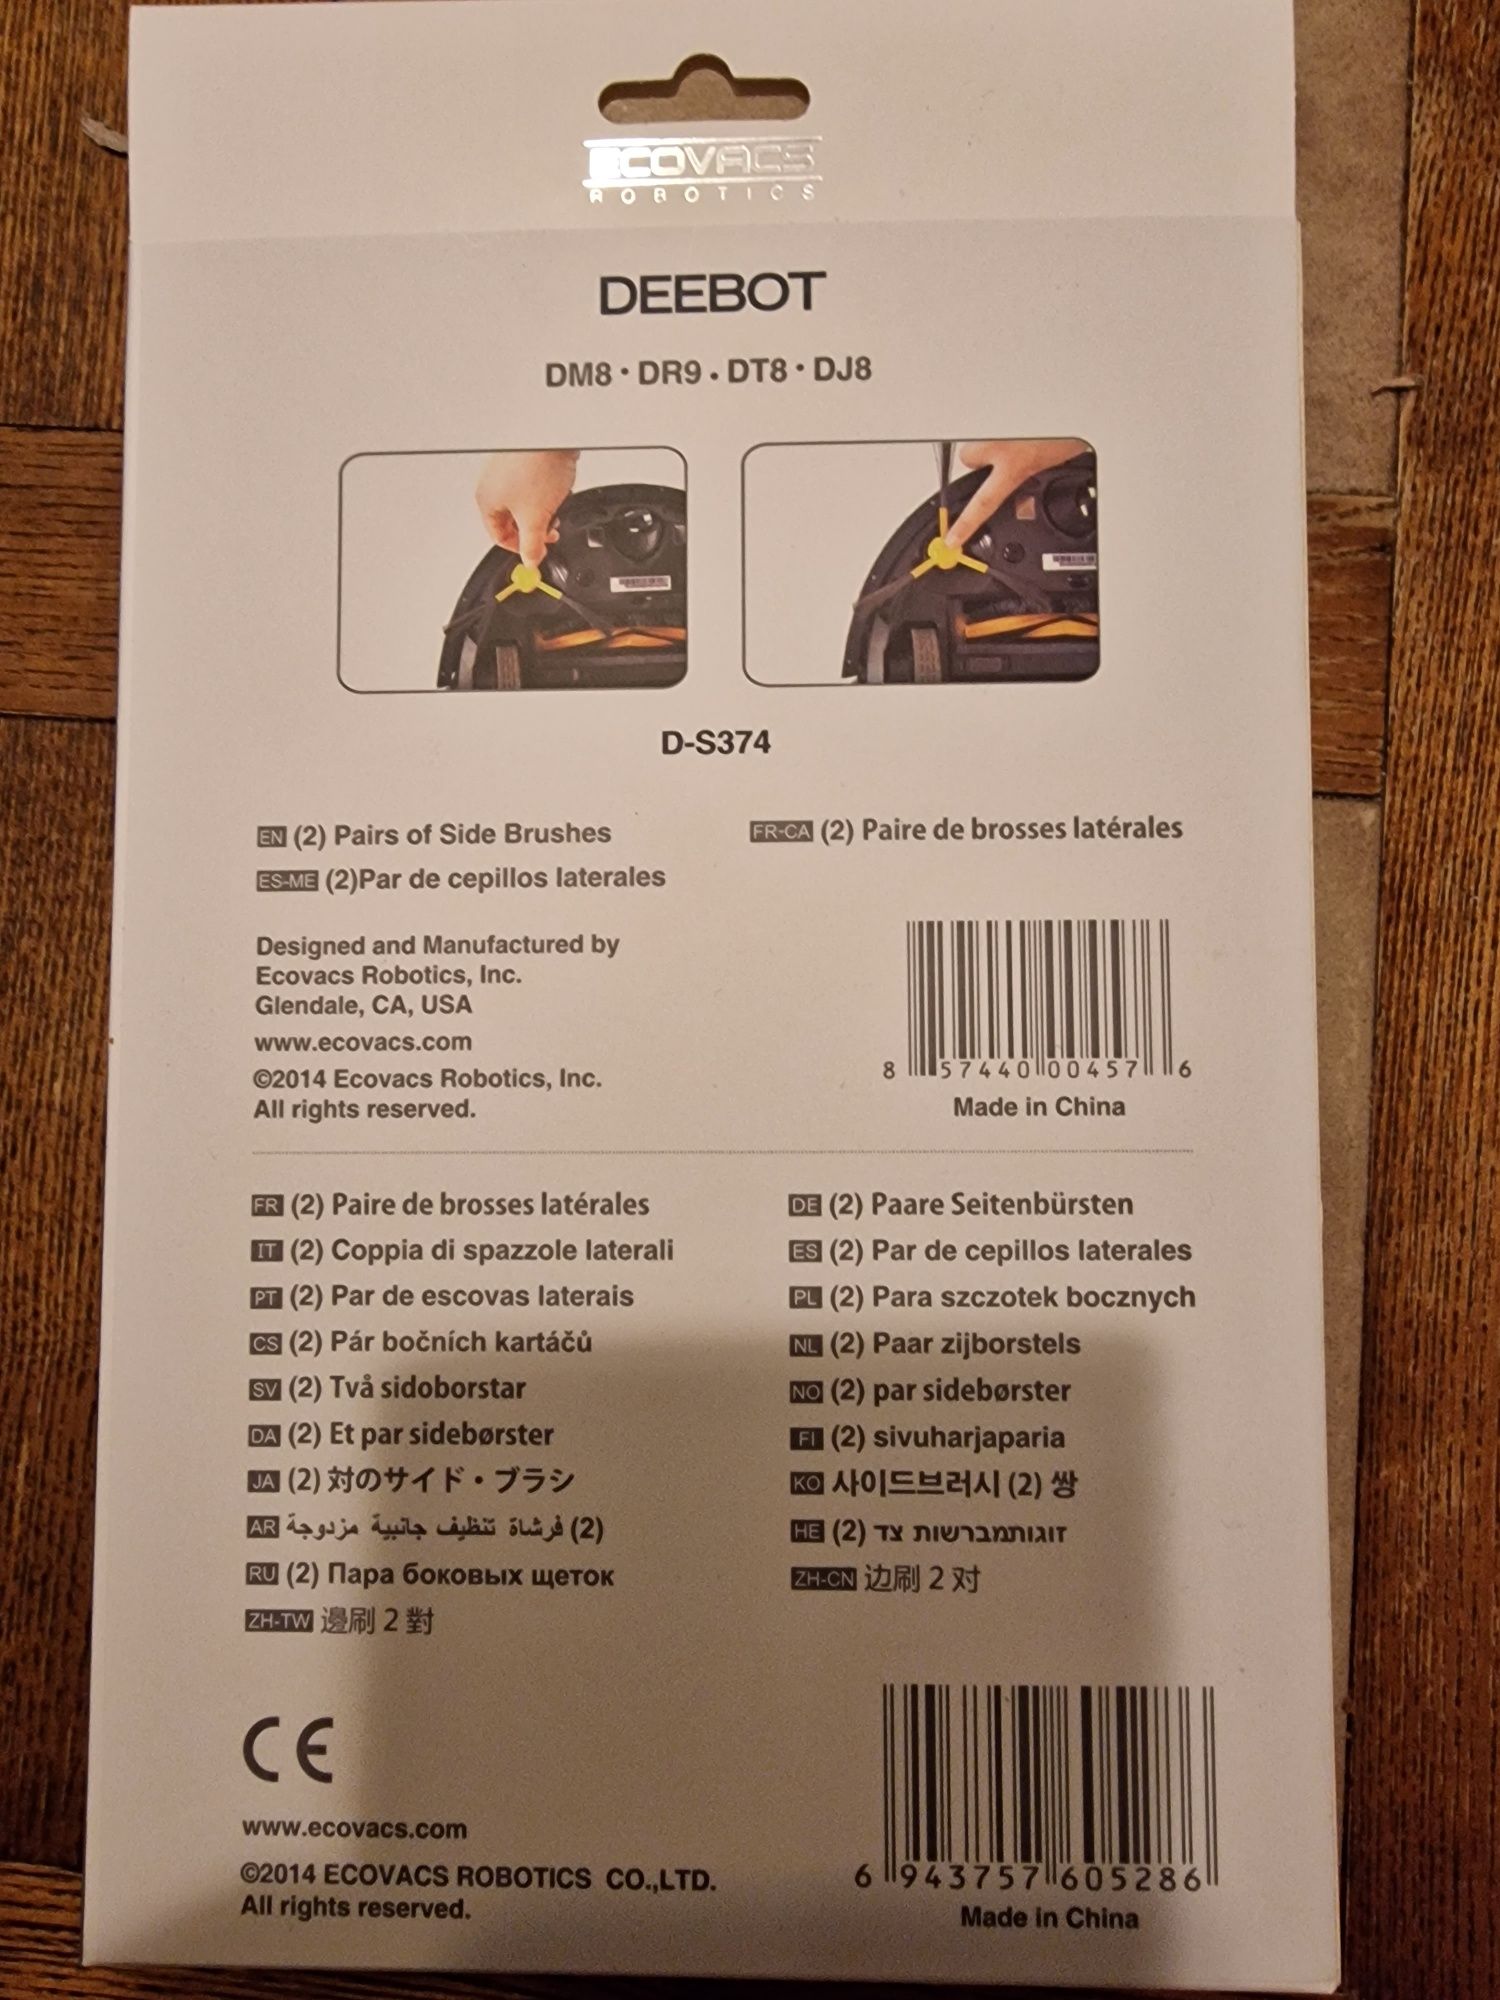 ECOVACS
ROBOTICS
DEEBOT
DM8 · DR9 . DT8 · DJ8
D-S374
EN (2) Pairs of Side Brushes
FR-CA (2) Paire de brosses latérales
ES-ME (2)Par de cepillos laterales
Designed and Manufactured by
Ecovacs Robotics, Inc.
Glendale, CA, USA
www.ecovacs.com
©2014 Ecovacs Robotics, Inc.
All rights reserved.
8 57440 00457 6
Made in China
FR (2) Paire de brosses latérales
DE (2) Paare Seitenbürsten
IT (2) Coppia di spazzole laterali
ES (2) Par de cepillos laterales
PT (2) Par de escovas laterais
PL (2) Para szczotek bocznych
CS (2) Pár bočních kartáčů
NL (2) Paar zijborstels
SV (2) Två sidoborstar
NO (2) par sidebørster
DA (2) Et par sidebørster
FI (2) sivuharjaparia
JA (2) 対のサイド・ブラシ
KO 사이드브러시 (2) 쌍
AR (2) فرشاة تنظيف جانبية مزدوجة
HE (2) זוגותמברשות צד
RU (2) Пара боковых щеток
ZH-CN 边刷 2 对
ZH-TW 邊刷 2 對
CE
www.ecovacs.com
©2014 ECOVACS ROBOTICS CO.,LTD.
All rights reserved.
6 943757 605286
Made in China